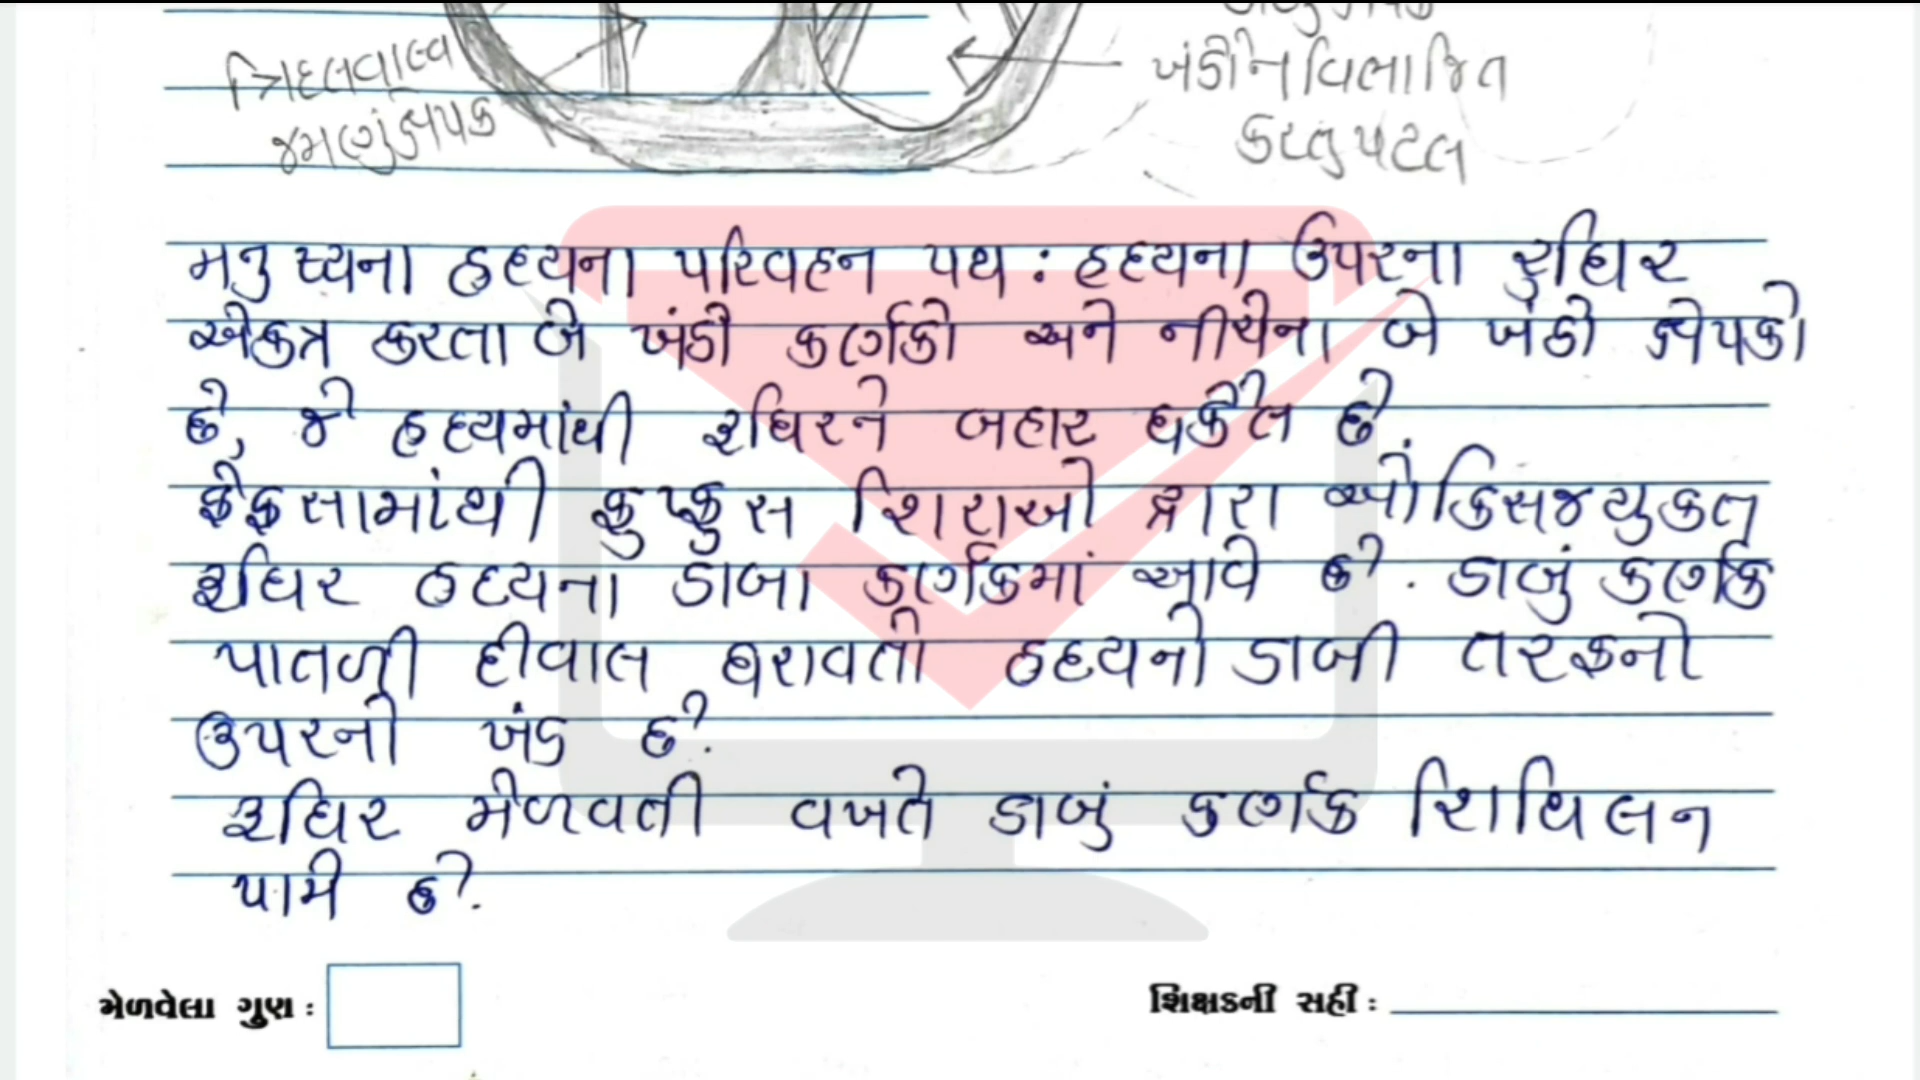 ત્રિદલવાલ્વ
ખંડોને વિભાજિત
જમણું ક્ષેપક
કરતુ પટલ
મનુષ્યના હૃદયના પરિવહન પથ : હૃદયના ઉપરના રુધિર
એકત્ર કરતા બે ખંડો કર્ણકો અને નીચેના બે ખંડો ક્ષેપકો
છે, જે હૃદયમાંથી રુધિરને બહાર ધકેલે છે.
ફેફસામાંથી ફુપ્ફુસ શિરાઓ દ્વારા ઓક્સિજનયુક્ત
રુધિર હૃદયના ડાબા કર્ણકમાં આવે છે. ડાબું કર્ણક
પાતળી દીવાલ ધરાવતો હૃદયનો ડાબી તરફનો
ઉપરનો ખંડ છે.
રુધિર મેળવતી વખતે ડાબું કર્ણક શિથિલન
પામે છે.
મેળવેલા ગુણ :
શિક્ષકની સહી :